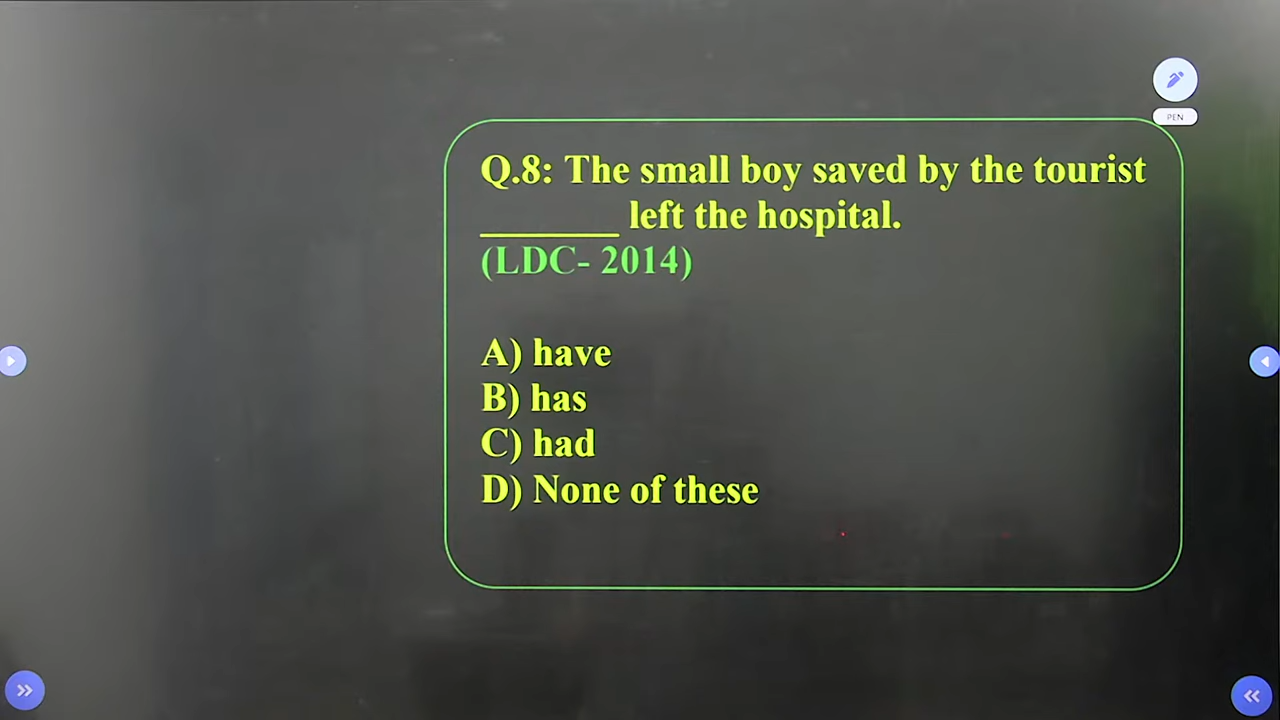 PEN
Q.8: The small boy saved by the tourist
_______ left the hospital.
(LDC- 2014)
A) have
B) has
C) had
D) None of these